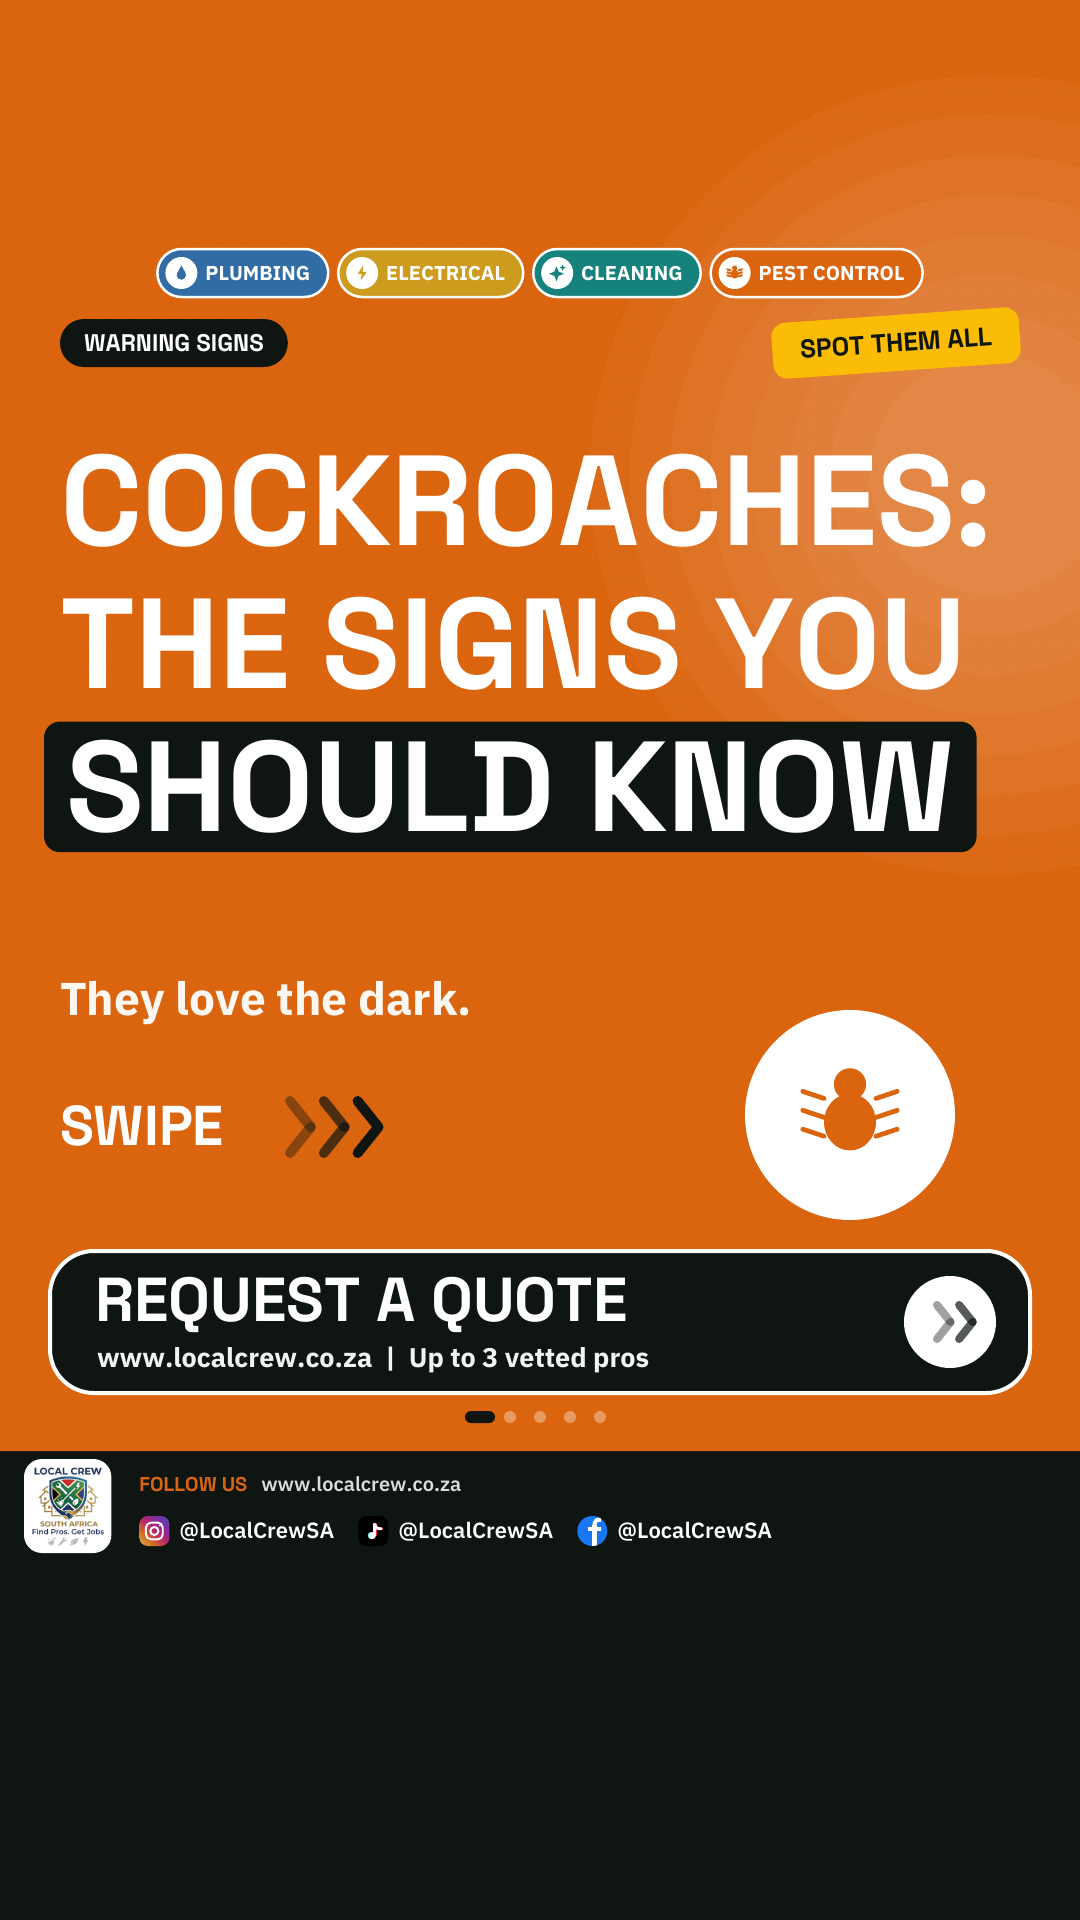 PLUMBING ELECTRICAL CLEANING PEST CONTROL
WARNING SIGNS
SPOT THEM ALL
COCKROACHES:
THE SIGNS YOU
SHOULD KNOW
They love the dark.
SWIPE
REQUEST A QUOTE
www.localcrew.co.za | Up to 3 vetted pros
LOCAL CREW
SOUTH AFRICA
Find Pros. Get Jobs
FOLLOW US www.localcrew.co.za
@LocalCrewSA @LocalCrewSA @LocalCrewSA